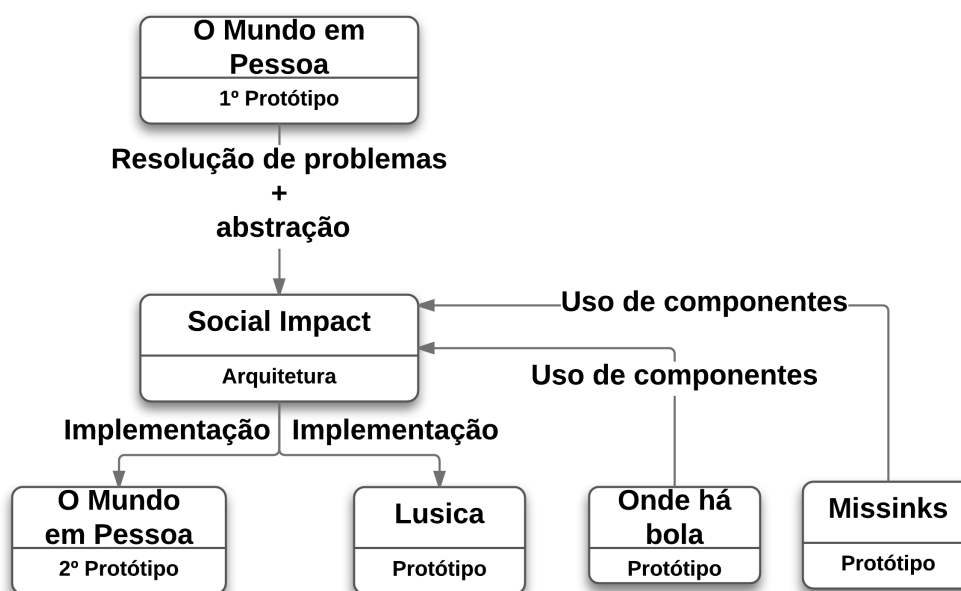 O Mundo em
Pessoa
1º Protótipo
Resolução de problemas
+
abstração
Social Impact
Arquitetura
Uso de componentes
Uso de componentes
Implementação
Implementação
O Mundo
em Pessoa
2º Protótipo
Lusica
Protótipo
Onde há
bola
Protótipo
Missinks
Protótipo